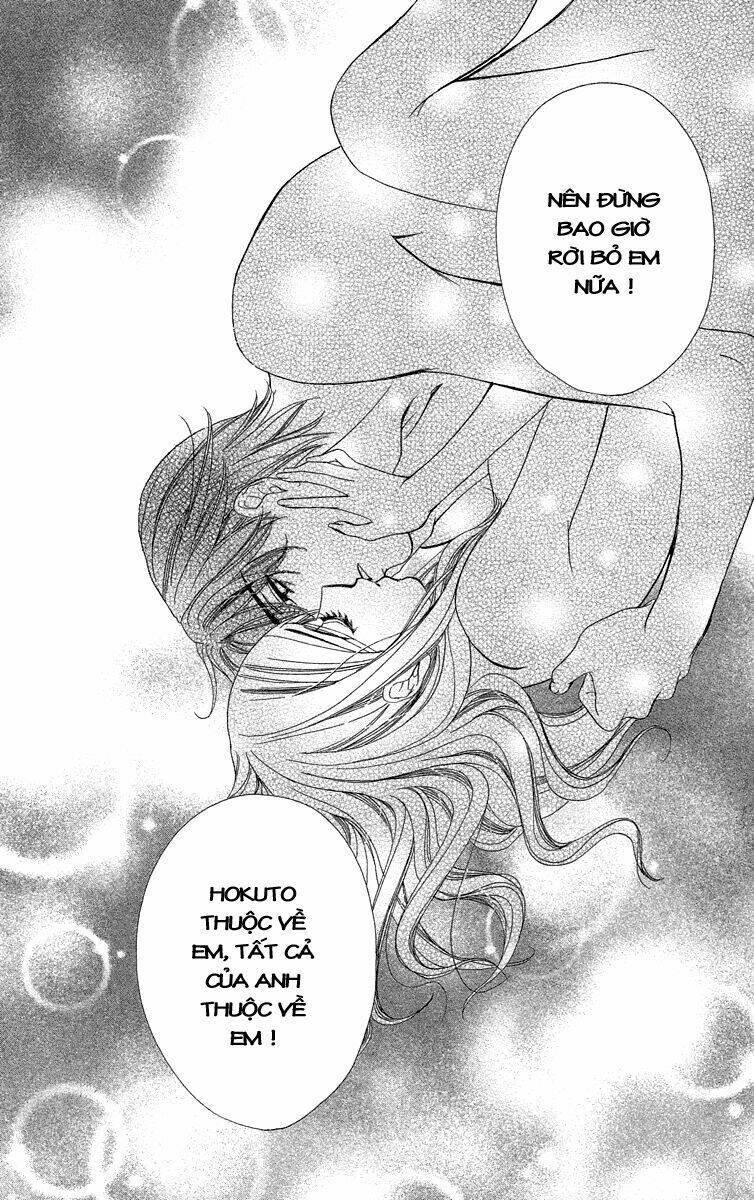 NÊN ĐỪNG
BAO GIỜ
RỜI BỎ EM
NỮA !
HOKUTO
THUỘC VỀ
EM, TẤT CẢ
CỦA ANH
THUỘC VỀ
EM !